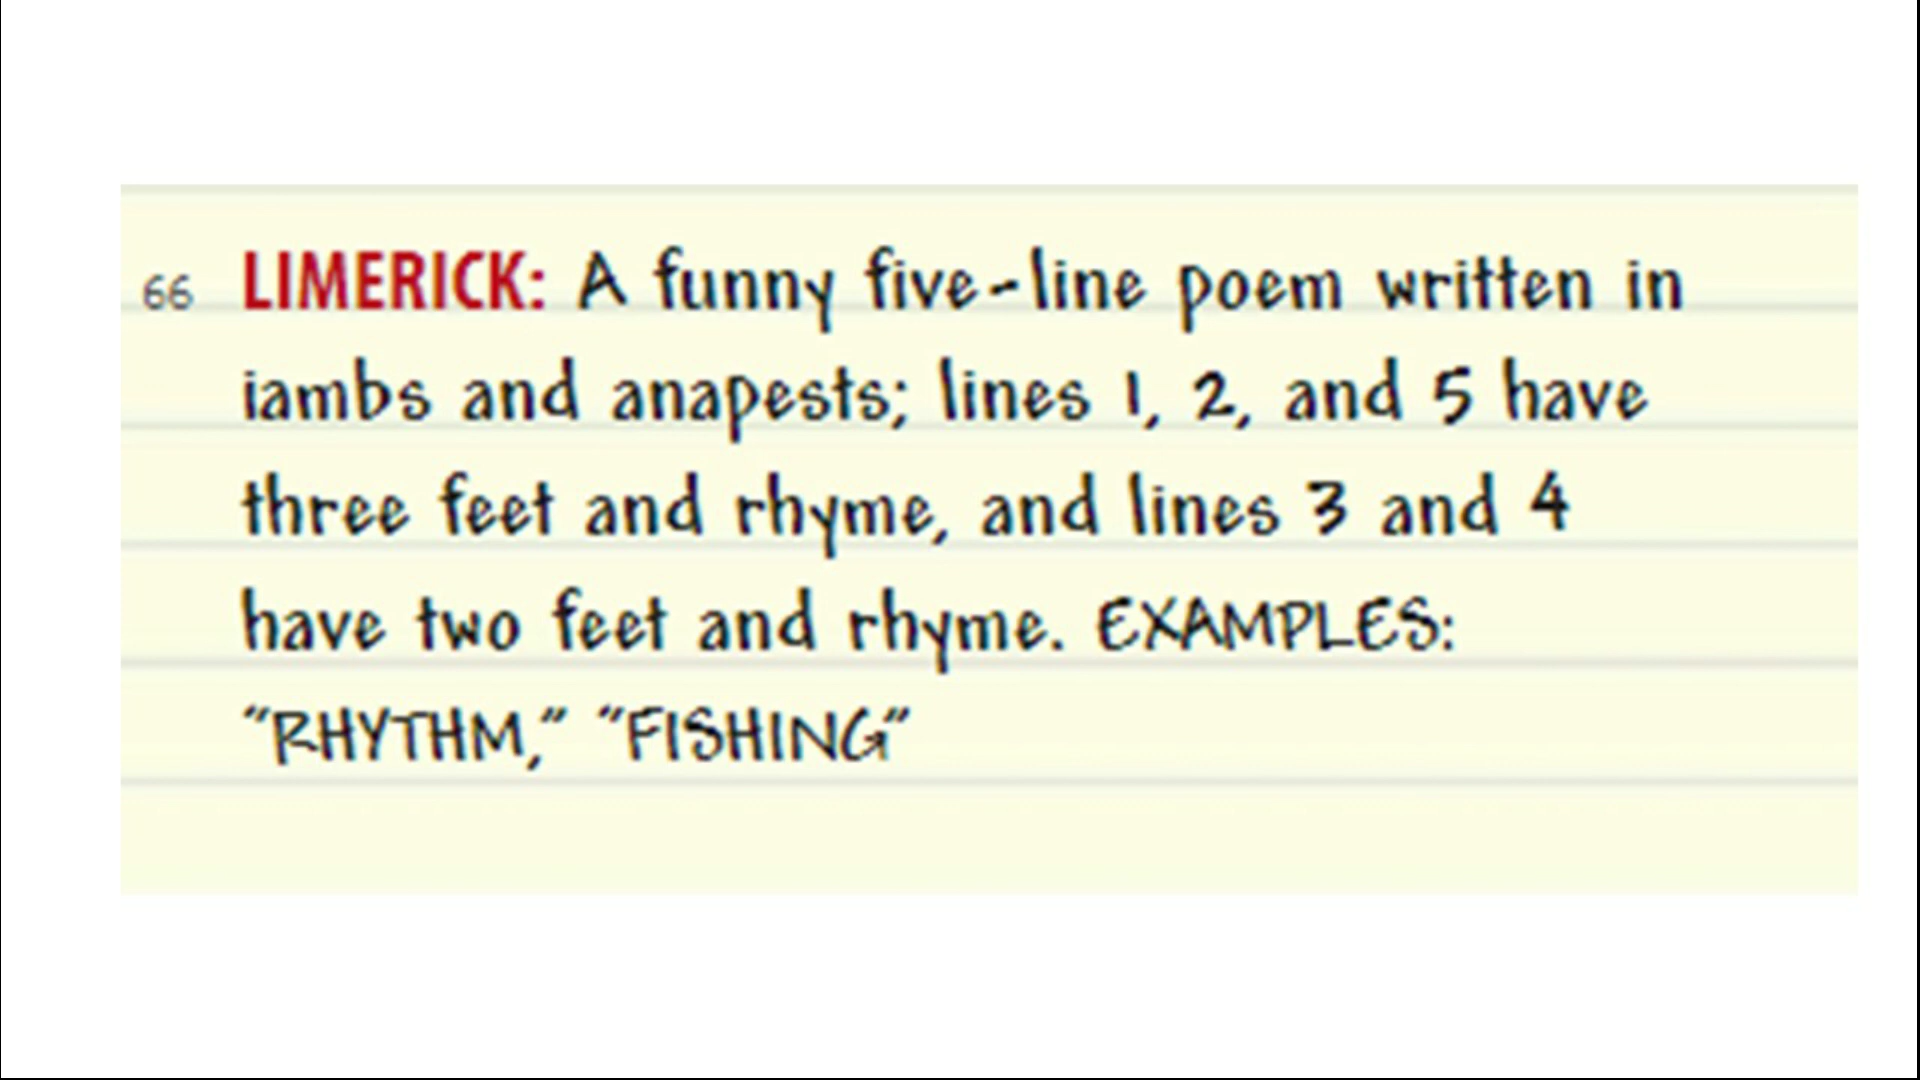 66 LIMERICK: A funny five-line poem written in
iambs and anapests; lines 1, 2, and 5 have
three feet and rhyme, and lines 3 and 4
have two feet and rhyme. EXAMPLES:
"RHYTHM," "FISHING"